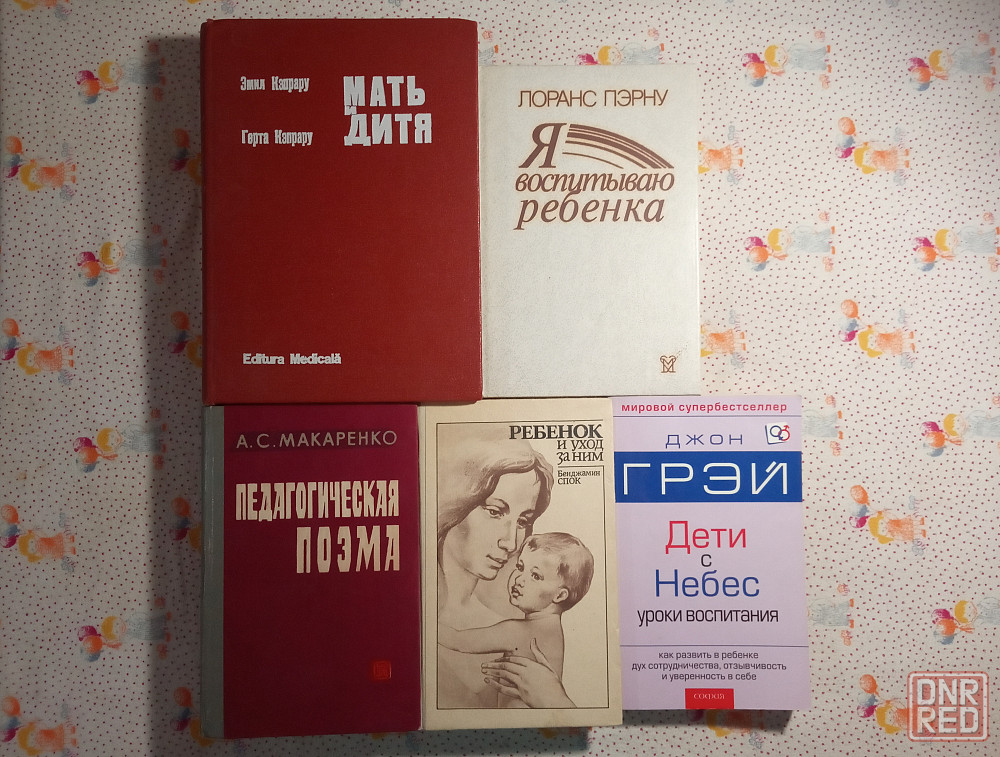 Эмил Кэпрару
Герта Кэпрару
МАТЬ
И
ДИТЯ
Editura Medicală
ЛОРАНС ПЭРНУ
Я
воспитываю
ребенка
М
А.С.МАКАРЕНКО
ПЕДАГОГИЧЕСКАЯ
ПОЭМА
РЕБЕНОК
И УХОД
ЗА НИМ
Бенджамин
СПОК
мировой супербестселлер
ДЖОН
ГРЭЙ
Дети
с
Небес
уроки воспитания
как развить в ребенке
дух сотрудничества, отзывчивость
и уверенность в себе
СОФИЯ
DNR
RED